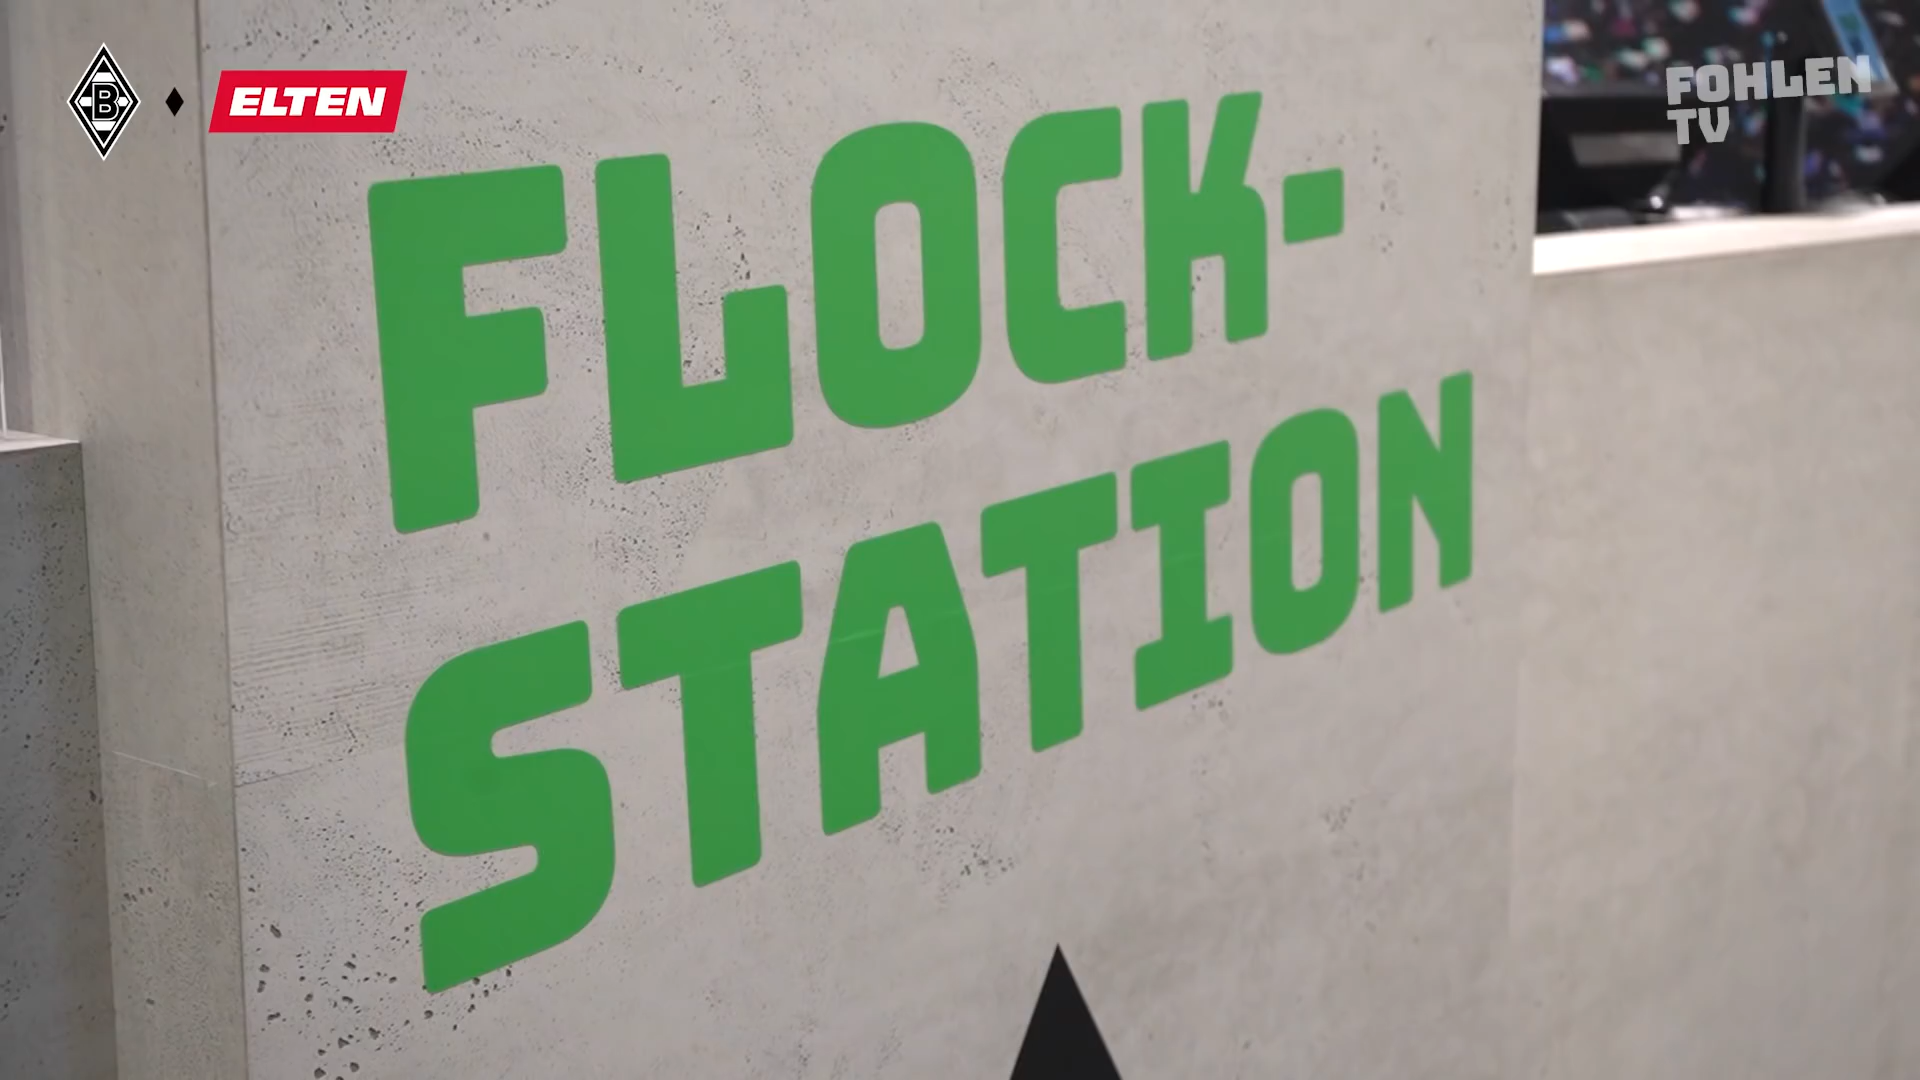 B
ELTEN
FOHLEN
TV
FLOCK-
STATION